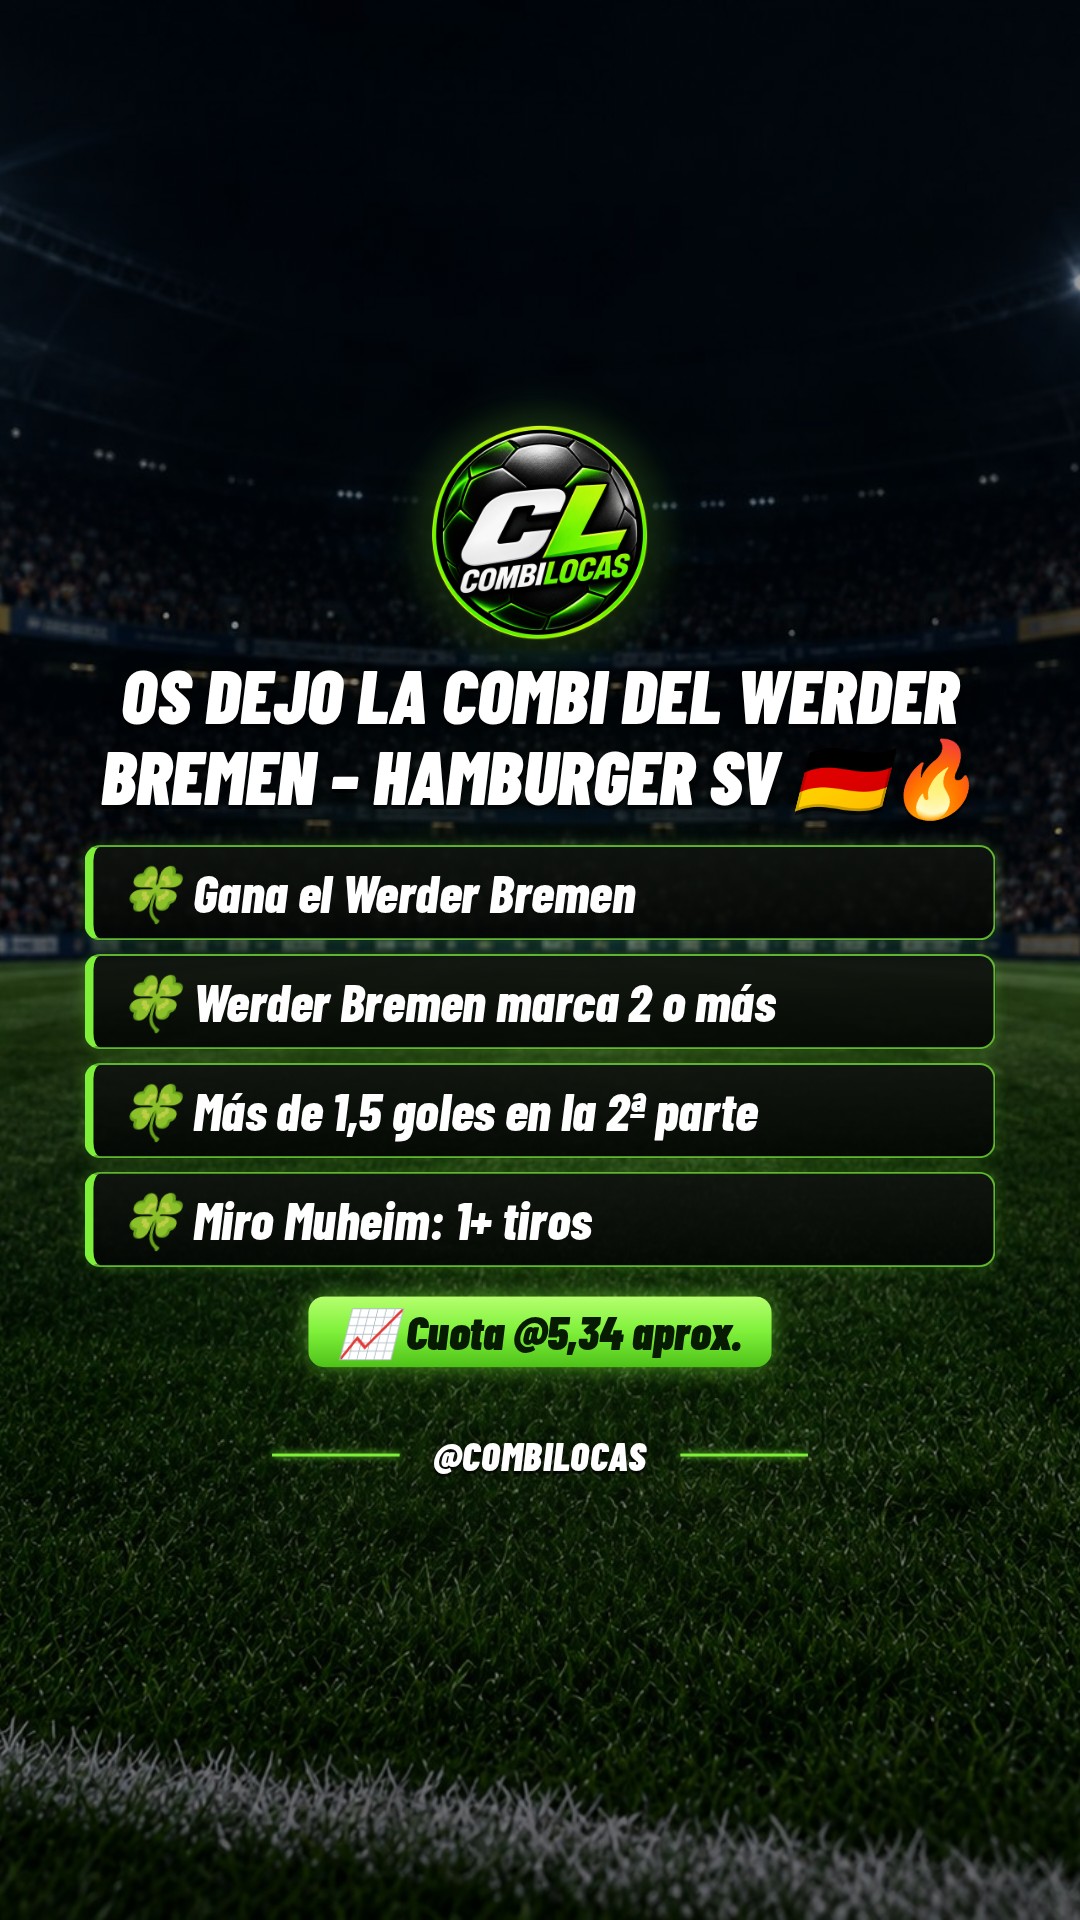 CL
COMBILOCAS
OS DEJO LA COMBI DEL WERDER
BREMEN – HAMBURGER SV 🇩🇪🔥
🍀 Gana el Werder Bremen
🍀 Werder Bremen marca 2 o más
🍀 Más de 1,5 goles en la 2ª parte
🍀 Miro Muheim: 1+ tiros
📈 Cuota @5,34 aprox.
@COMBILOCAS